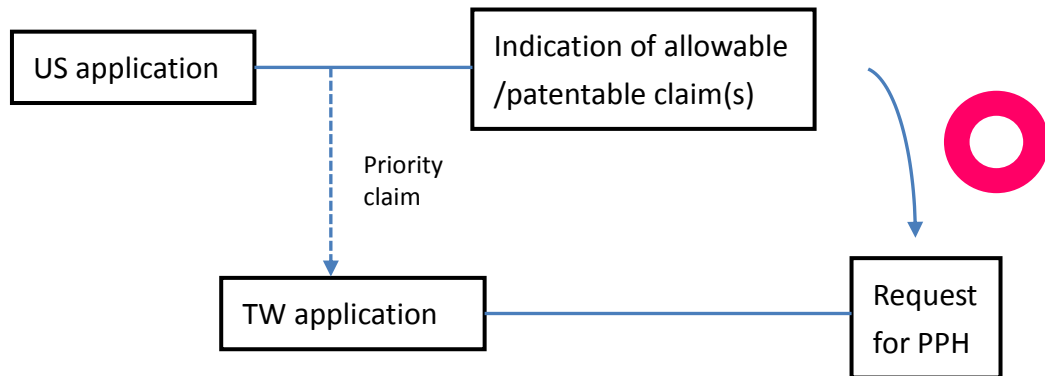 US application
Indication of allowable
/patentable claim(s)
Priority
claim
TW application
Request
for PPH